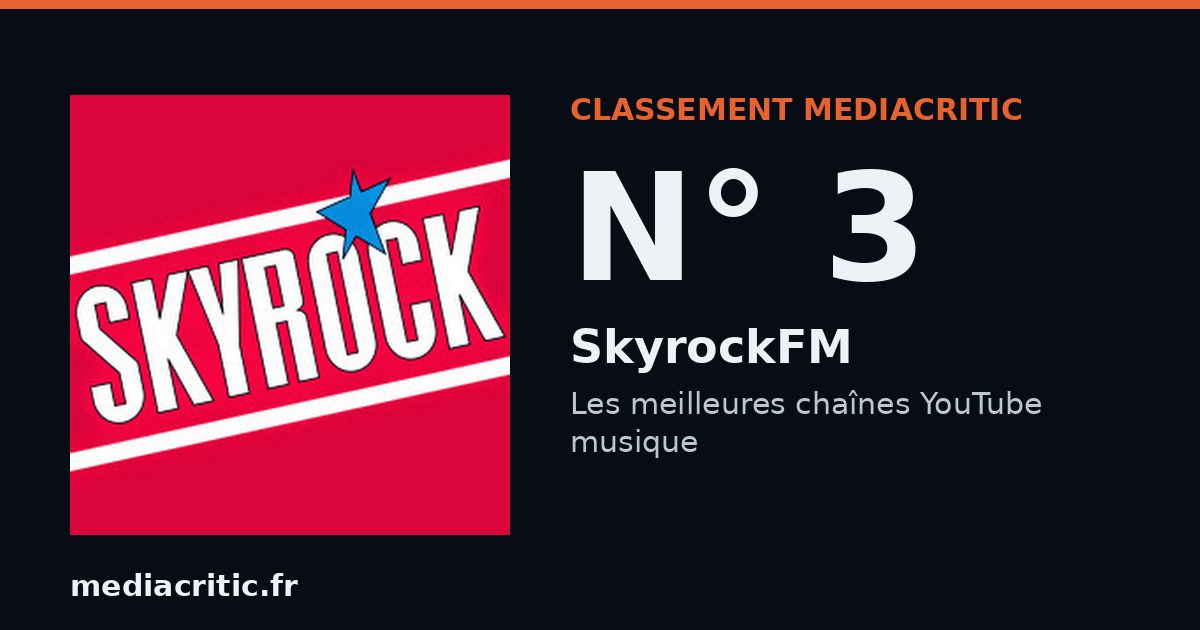 SKYROCK
CLASSEMENT MEDIACRITIC
N° 3
SkyrockFM
Les meilleures chaînes YouTube
musique
mediacritic.fr